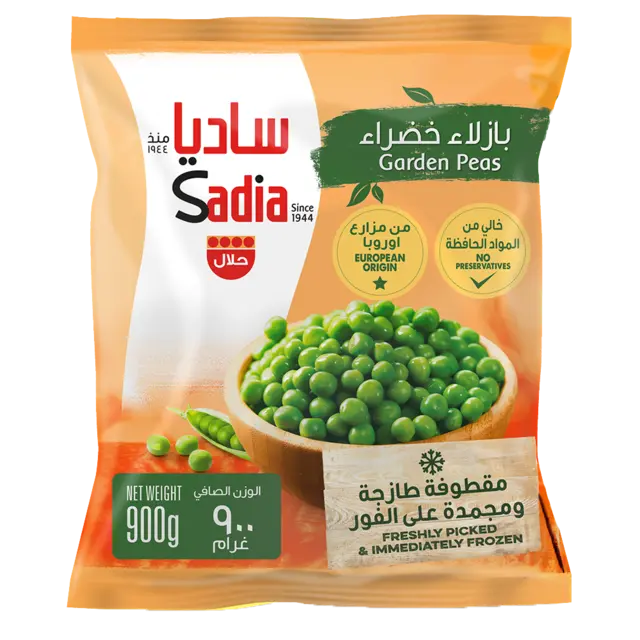 ساديا
منذ
١٩٤٤
Sadia
Since
1944
حلال
بازلاء خضراء
Garden Peas
من مزارع
اوروبا
EUROPEAN
ORIGIN
خالي من
المواد الحافظة
NO
PRESERVATIVES
مقطوفة طازجة
ومجمدة على الفور
FRESHLY PICKED
& IMMEDIATELY FROZEN
NET WEIGHT
900g
الوزن الصافي
٩٠٠
غرام